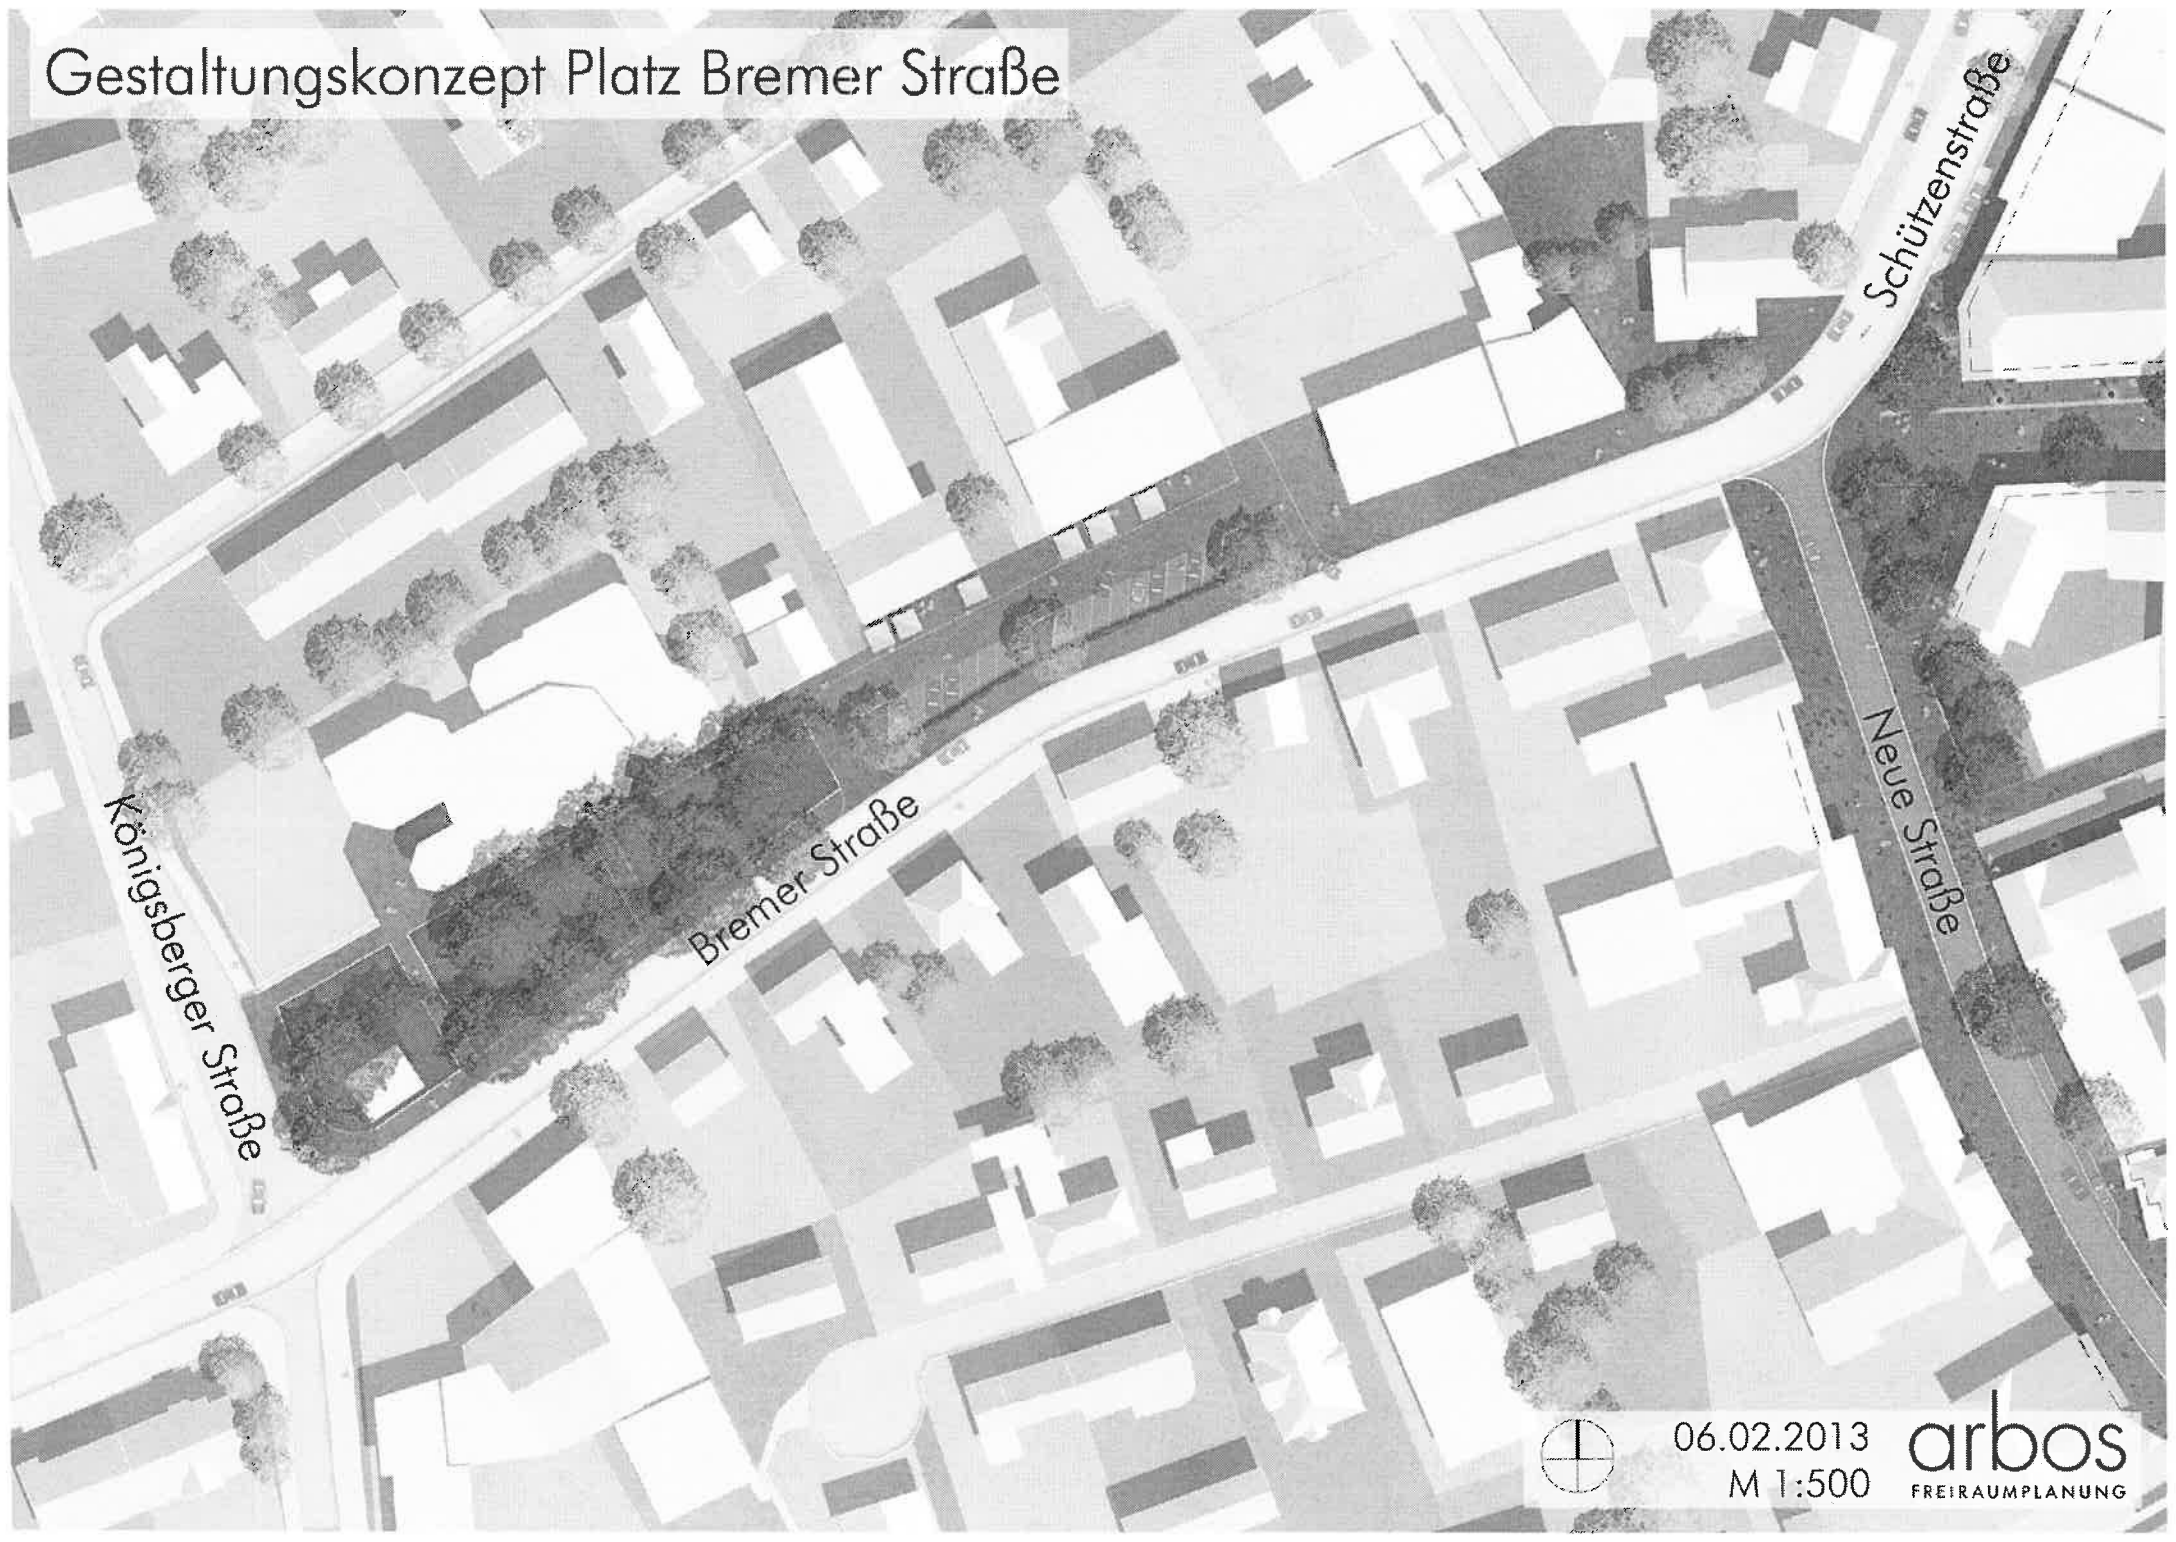 Gestaltungskonzept Platz Bremer Straße
Schützenstraße
Neue Straße
Bremer Straße
Königsberger Straße
06.02.2013
M 1:500
arbos
FREIRAUMPLANUNG